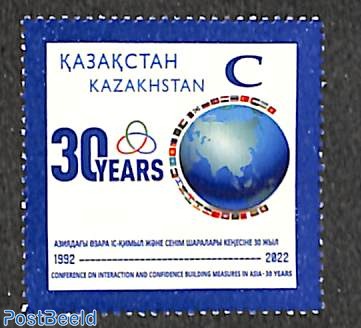 ҚАЗАҚСТАН
KAZAKHSTAN C
30 YEARS
АЗИЯДАҒЫ ӨЗАРА ІС-ҚИМЫЛ ЖӘНЕ СЕНІМ ШАРАЛАРЫ КЕҢЕСІНЕ 30 ЖЫЛ
1992 2022
CONFERENCE ON INTERACTION AND CONFIDENCE BUILDING MEASURES IN ASIA - 30 YEARS
PostBeeld